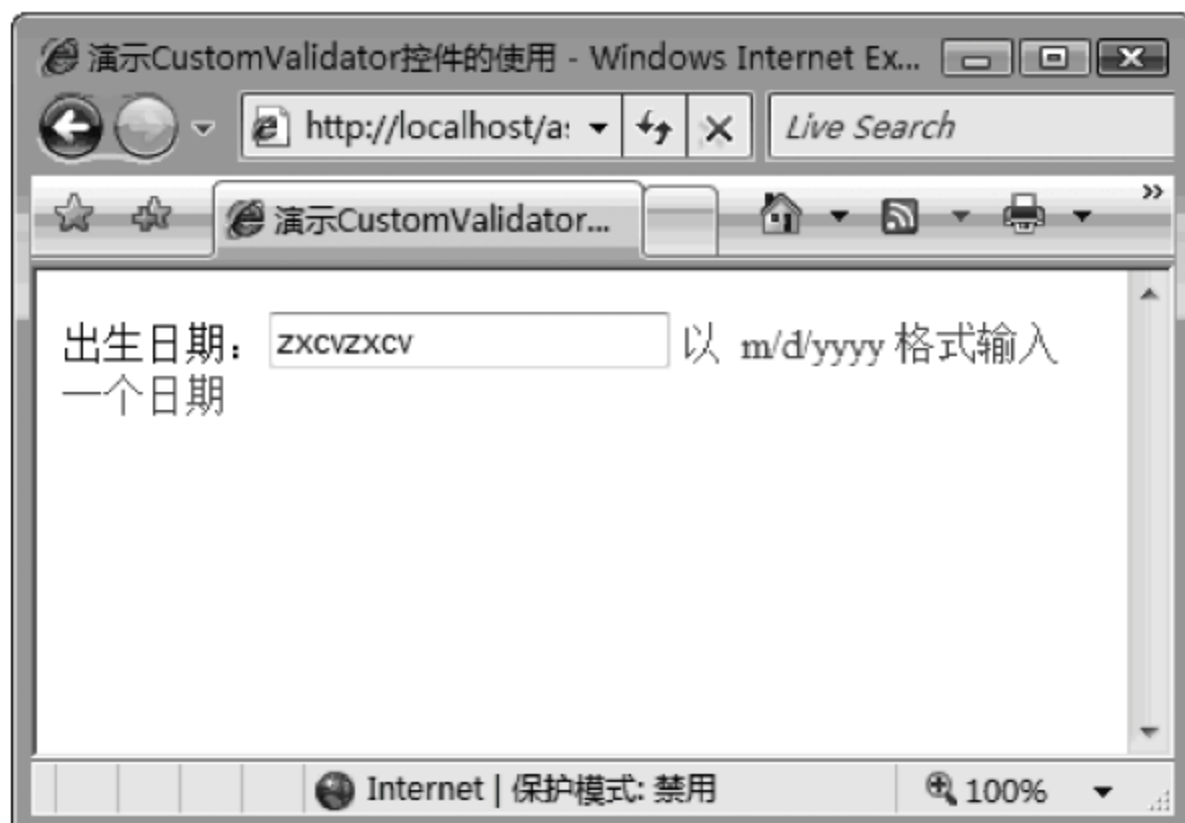 演示CustomValidator控件的使用 - Windows Internet Ex...
http://localhost/a
Live Search
演示CustomValidator...
出生日期： zxcvzxcv 以 m/d/yyyy 格式输入
一个日期
Internet | 保护模式: 禁用
100%